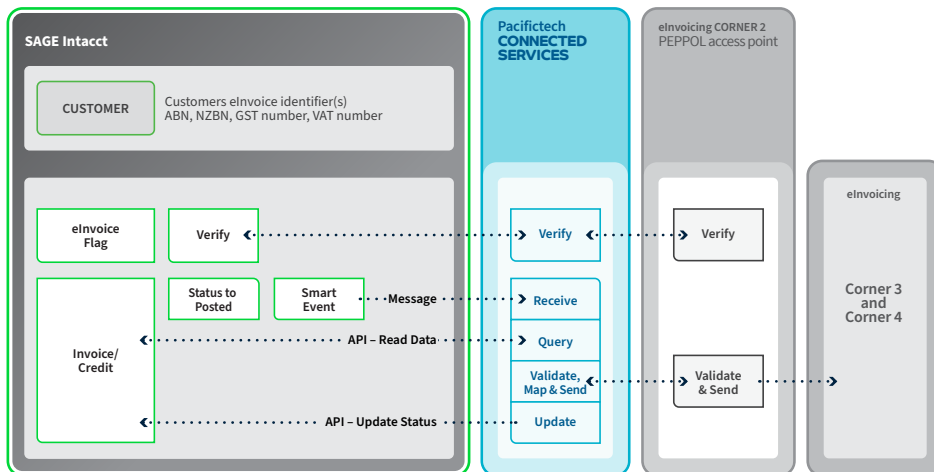 SAGE Intacct
CUSTOMER
Customers eInvoice identifier(s)
ABN, NZBN, GST number, VAT number
eInvoice
Flag
Verify
Status to
Posted
Smart
Event
Message
Invoice/
Credit
API – Read Data
API – Update Status
Pacifictech
CONNECTED
SERVICES
Verify
Receive
Query
Validate,
Map & Send
Update
eInvoicing CORNER 2
PEPPOL access point
Verify
Validate
& Send
eInvoicing
Corner 3
and
Corner 4